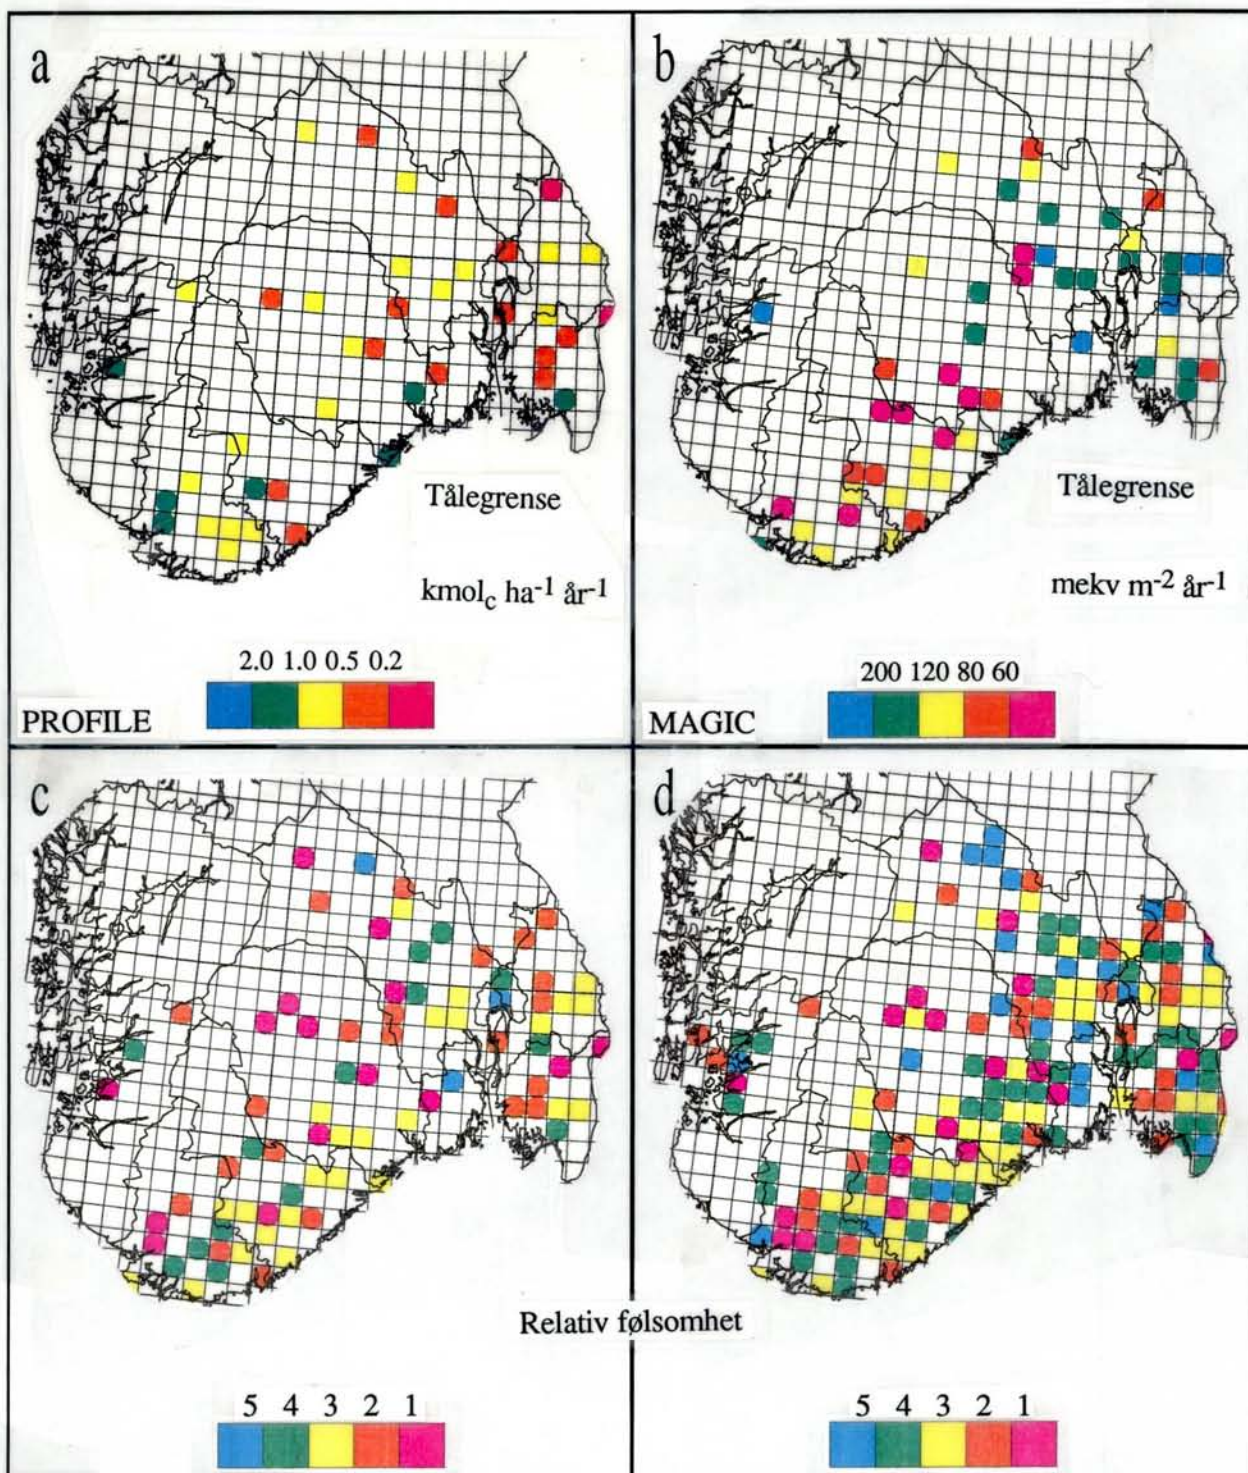 a
Tålegrense
kmol_c ha^-1 år^-1
2.0 1.0 0.5 0.2
PROFILE
b
Tålegrense
mekv m^-2 år^-1
200 120 80 60
MAGIC
c
d
Relativ følsomhet
5 4 3 2 1
5 4 3 2 1